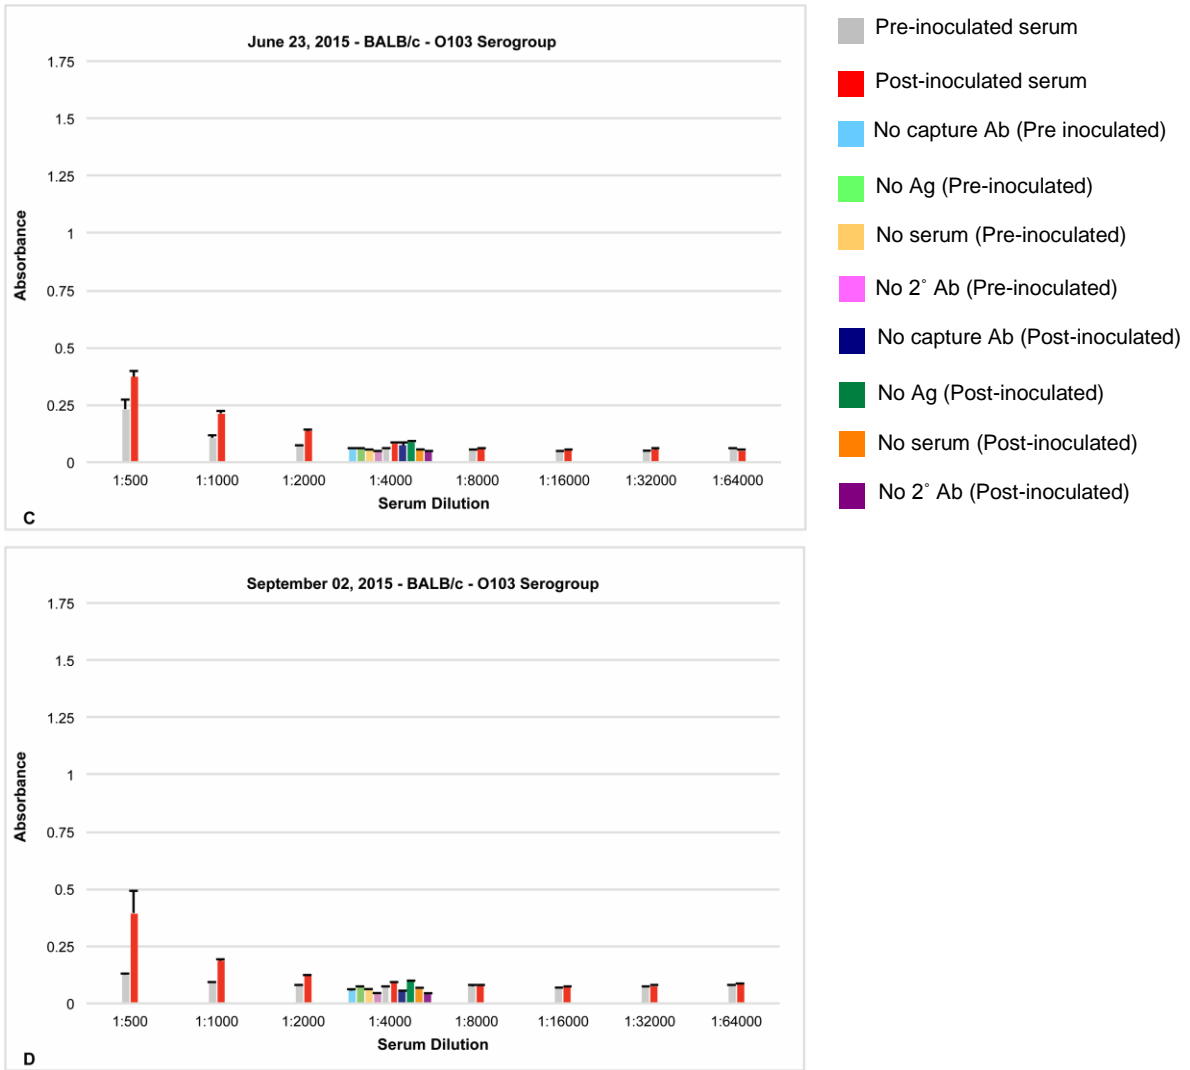 June 23, 2015 - BALB/c - O103 Serogroup
1.75
1.5
1.25
1
0.75
0.5
0.25
0
Absorbance
1:500 1:1000 1:2000 1:4000 1:8000 1:16000 1:32000 1:64000
Serum Dilution
C
Pre-inoculated serum
Post-inoculated serum
No capture Ab (Pre inoculated)
No Ag (Pre-inoculated)
No serum (Pre-inoculated)
No 2˚ Ab (Pre-inoculated)
No capture Ab (Post-inoculated)
No Ag (Post-inoculated)
No serum (Post-inoculated)
No 2˚ Ab (Post-inoculated)
September 02, 2015 - BALB/c - O103 Serogroup
1.75
1.5
1.25
1
0.75
0.5
0.25
0
Absorbance
1:500 1:1000 1:2000 1:4000 1:8000 1:16000 1:32000 1:64000
Serum Dilution
D